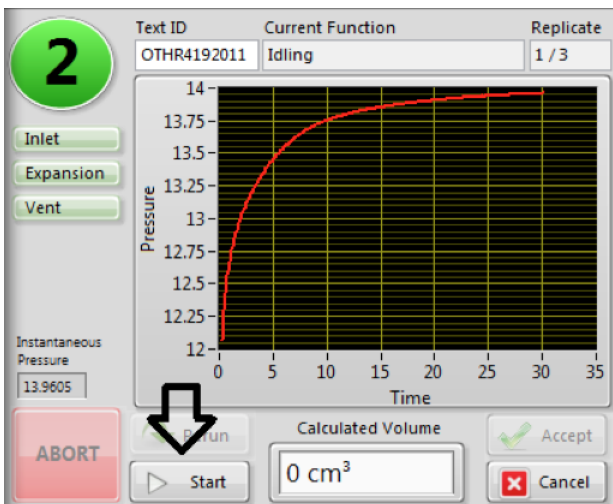 Text ID
Current Function
Replicate
2
OTHR4192011
Idling
1 / 3
Inlet
Expansion
Vent
Pressure
14
13.75
13.5
13.25
13
12.75
12.5
12.25
12
0 5 10 15 20 25 30 35
Time
Instantaneous
Pressure
13.9605
ABORT
Calculated Volume
0 cm³
Start
Accept
Cancel